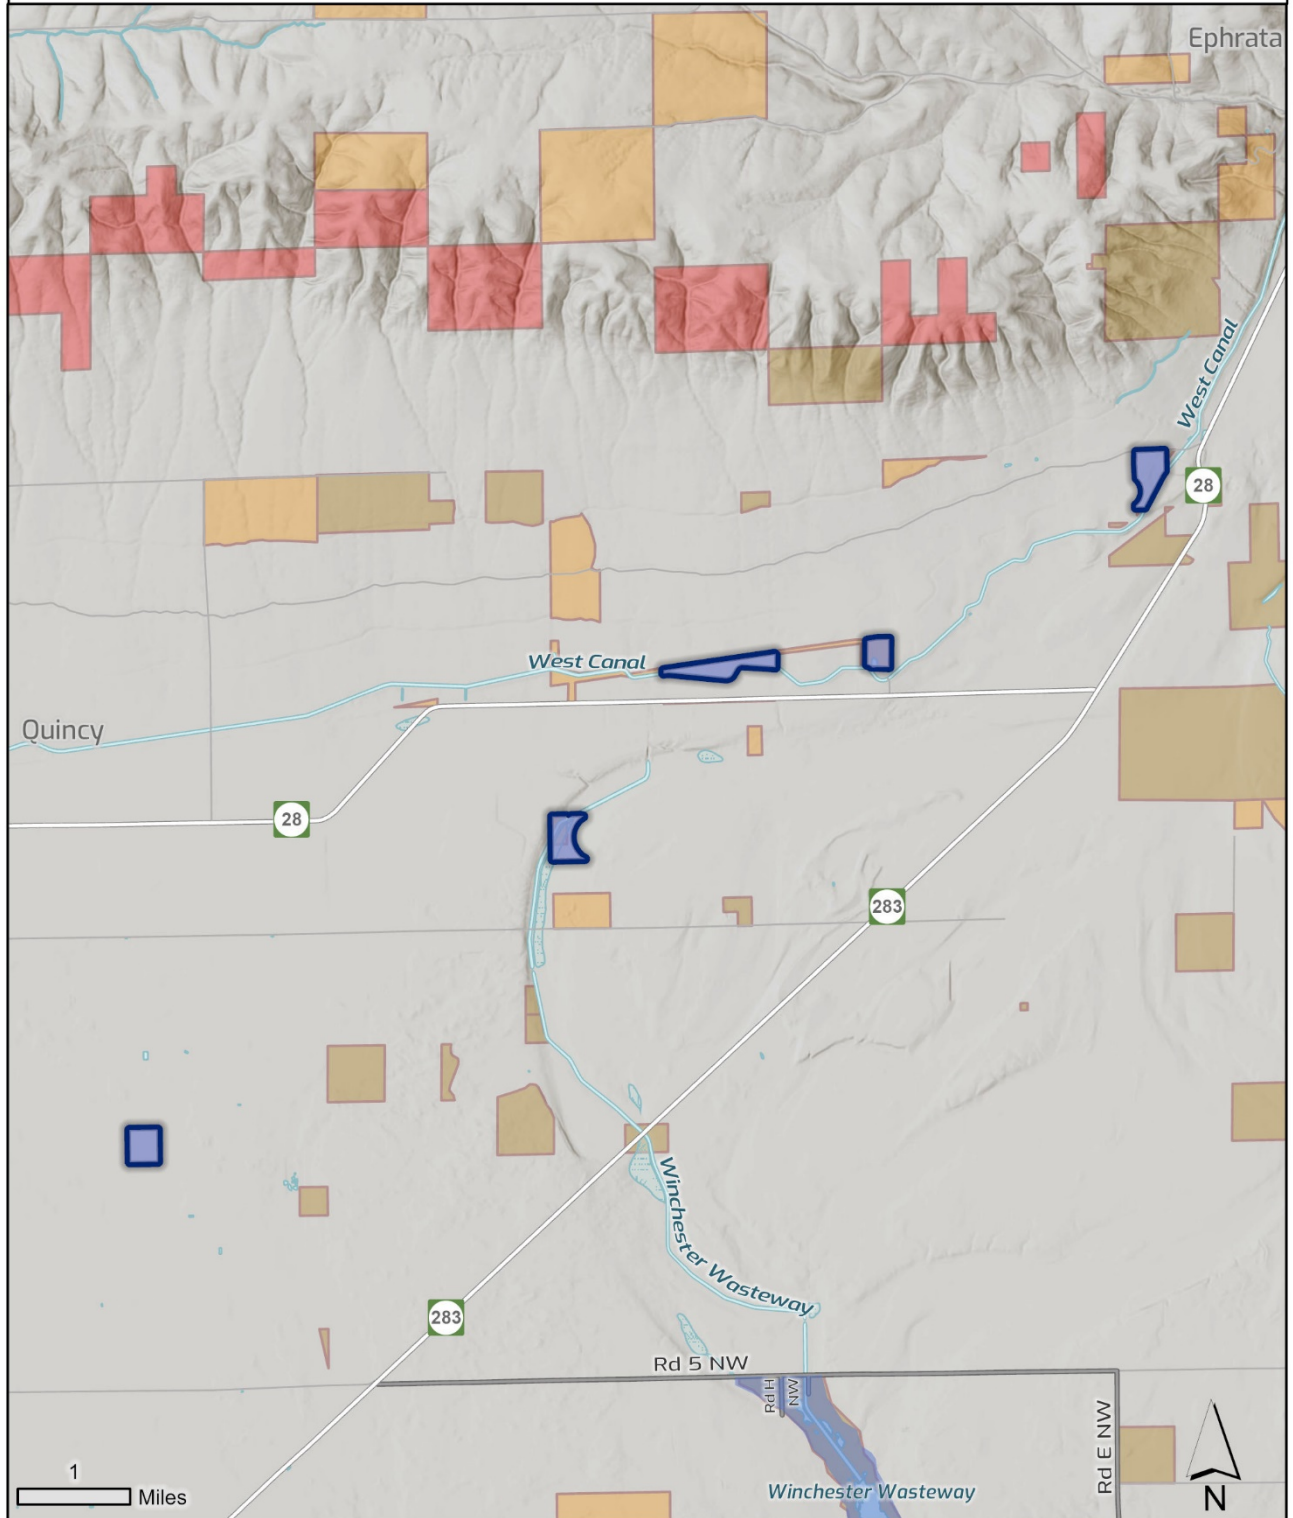 Ephrata
West Canal
28
West Canal
Quincy
28
283
Winchester Wasteway
283
Rd 5 NW
Rd H
NW
Rd E NW
1
Miles
Winchester Wasteway
N